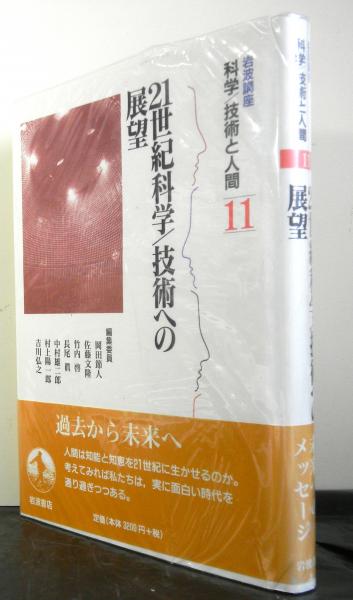 岩波講座
科学/技術と人間
11
21世紀科学/技術への
展望
編集委員
岡田節人
佐藤文隆
竹内 啓
長尾 眞
中村雄二郎
村上陽一郎
吉川弘之
過去から未来へ
人間は知能と知恵を21世紀に生かせるのか。
考えてみれば私たちは、実に面白い時代を
通り過ぎつつある。
岩波書店
定価(本体 3200円+税)
科学/技術と人間
展望
メッセージ